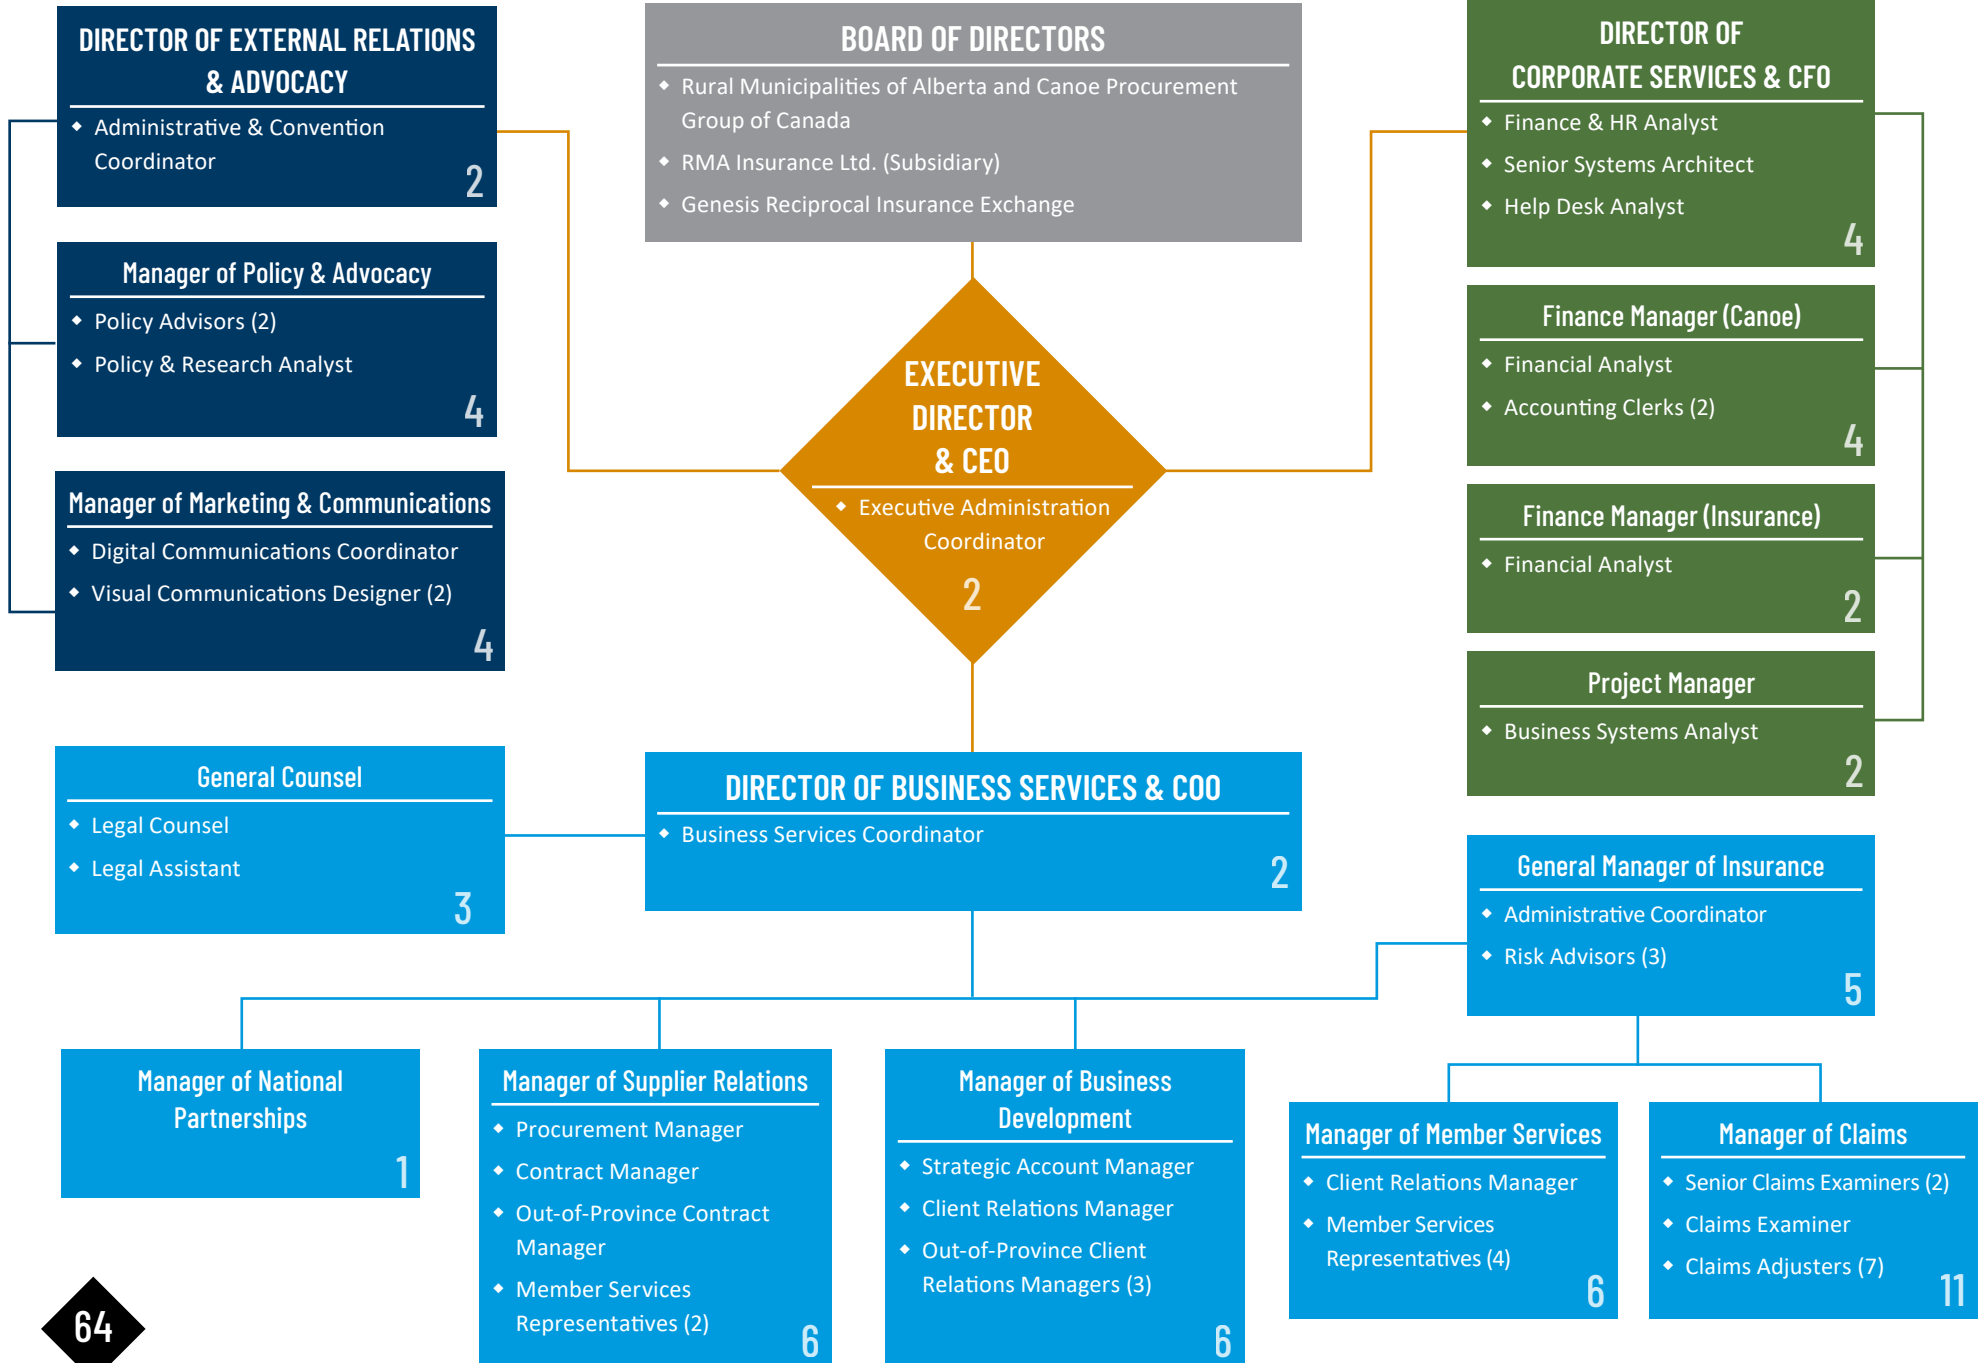 DIRECTOR OF EXTERNAL RELATIONS
& ADVOCACY
Administrative & Convention
Coordinator
2
Manager of Policy & Advocacy
Policy Advisors (2)
Policy & Research Analyst
4
Manager of Marketing & Communications
Digital Communications Coordinator
Visual Communications Designer (2)
4
BOARD OF DIRECTORS
Rural Municipalities of Alberta and Canoe Procurement
Group of Canada
RMA Insurance Ltd. (Subsidiary)
Genesis Reciprocal Insurance Exchange
EXECUTIVE
DIRECTOR
& CEO
Executive Administration
Coordinator
2
DIRECTOR OF
CORPORATE SERVICES & CFO
Finance & HR Analyst
Senior Systems Architect
Help Desk Analyst
4
Finance Manager (Canoe)
Financial Analyst
Accounting Clerks (2)
4
Finance Manager (Insurance)
Financial Analyst
2
Project Manager
Business Systems Analyst
2
General Counsel
Legal Counsel
Legal Assistant
3
DIRECTOR OF BUSINESS SERVICES & COO
Business Services Coordinator
2
General Manager of Insurance
Administrative Coordinator
Risk Advisors (3)
5
Manager of National
Partnerships
1
Manager of Supplier Relations
Procurement Manager
Contract Manager
Out-of-Province Contract
Manager
Member Services
Representatives (2)
6
Manager of Business
Development
Strategic Account Manager
Client Relations Manager
Out-of-Province Client
Relations Managers (3)
6
Manager of Member Services
Client Relations Manager
Member Services
Representatives (4)
6
Manager of Claims
Senior Claims Examiners (2)
Claims Examiner
Claims Adjusters (7)
11
64